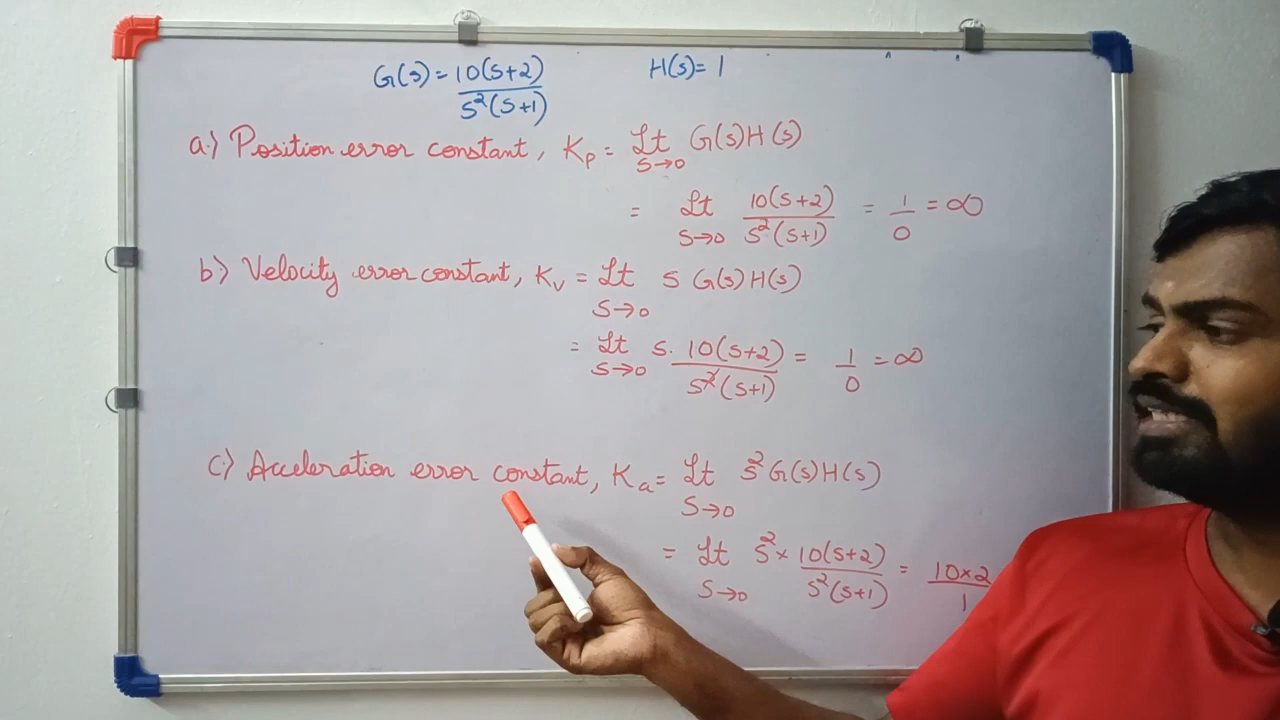 G(s) = 10(s+2) / s²(s+1) H(s) = 1
a.) Position error constant, Kp = Lt s→0 G(s)H(s)
= Lt s→0 10(s+2) / s²(s+1) = 1/0 = ∞
b.) Velocity error constant, Kv = Lt s→0 s G(s)H(s)
= Lt s→0 s. 10(s+2) / s²(s+1) = 1/0 = ∞
c.) Acceleration error constant, Ka = Lt s→0 s² G(s)H(s)
= Lt s→0 s² × 10(s+2) / s²(s+1) = 10×2 / 1